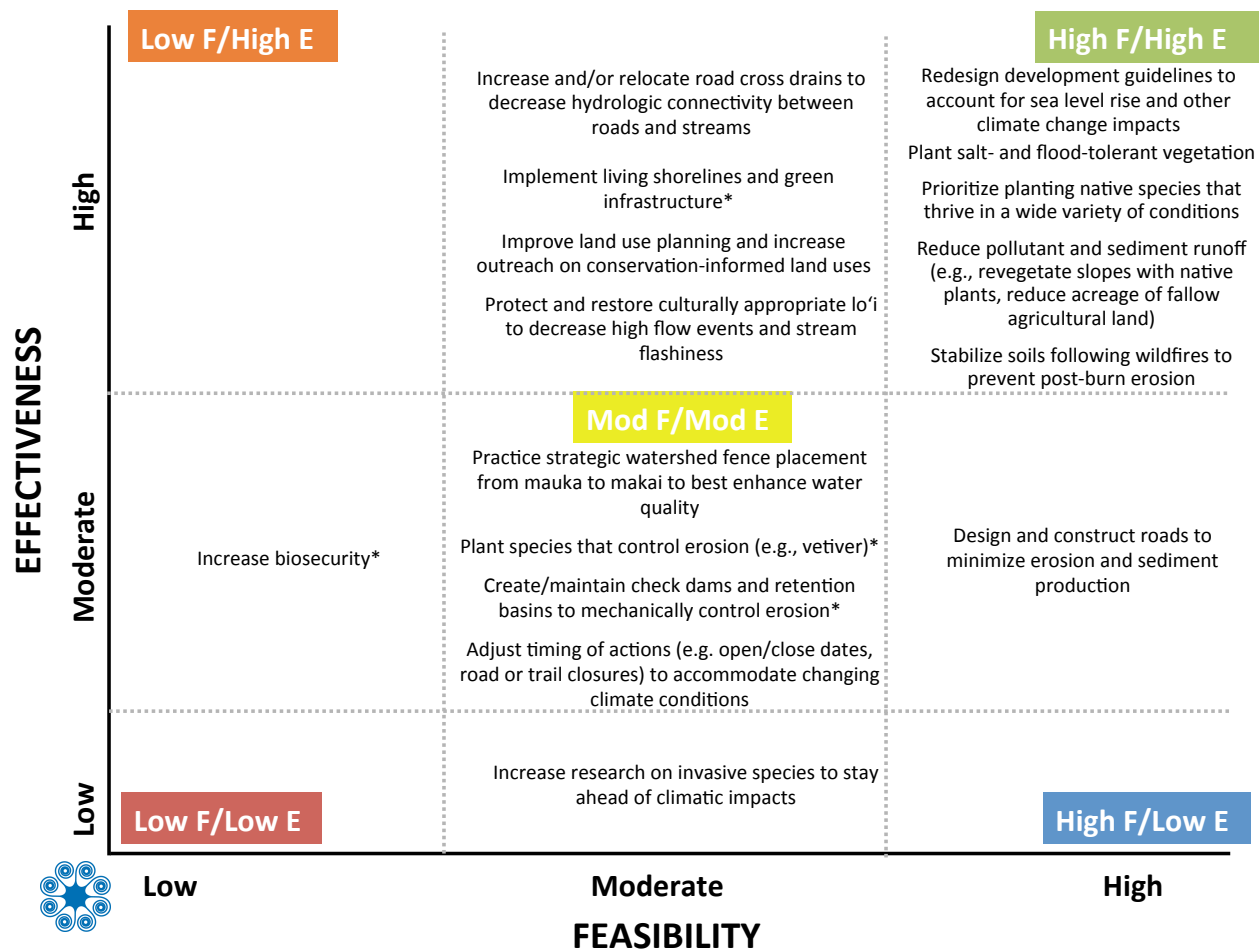 Low F/High E
High F/High E
Increase and/or relocate road cross drains to
decrease hydrologic connectivity between
roads and streams
Implement living shorelines and green
infrastructure*
Improve land use planning and increase
outreach on conservation-informed land uses
Protect and restore culturally appropriate lo‘i
to decrease high flow events and stream
flashiness
Redesign development guidelines to
account for sea level rise and other
climate change impacts
Plant salt- and flood-tolerant vegetation
Prioritize planting native species that
thrive in a wide variety of conditions
Reduce pollutant and sediment runoff
(e.g., revegetate slopes with native
plants, reduce acreage of fallow
agricultural land)
Stabilize soils following wildfires to
prevent post-burn erosion
High
EFFECTIVENESS
Moderate
Low
Increase biosecurity*
Mod F/Mod E
Practice strategic watershed fence placement
from mauka to makai to best enhance water
quality
Plant species that control erosion (e.g., vetiver)*
Create/maintain check dams and retention
basins to mechanically control erosion*
Adjust timing of actions (e.g. open/close dates,
road or trail closures) to accommodate changing
climate conditions
Design and construct roads to
minimize erosion and sediment
production
Increase research on invasive species to stay
ahead of climatic impacts
Low F/Low E
High F/Low E
Low
Moderate
High
FEASIBILITY